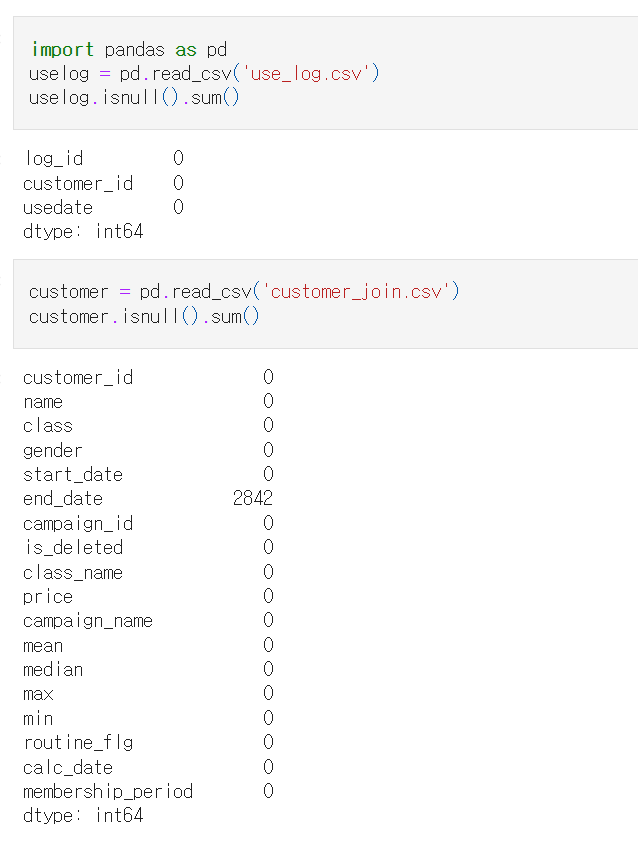 import pandas as pd
uselog = pd.read_csv('use_log.csv')
uselog.isnull().sum()
log_id 0
customer_id 0
usedate 0
dtype: int64
customer = pd.read_csv('customer_join.csv')
customer.isnull().sum()
customer_id 0
name 0
class 0
gender 0
start_date 0
end_date 2842
campaign_id 0
is_deleted 0
class_name 0
price 0
campaign_name 0
mean 0
median 0
max 0
min 0
routine_flg 0
calc_date 0
membership_period 0
dtype: int64